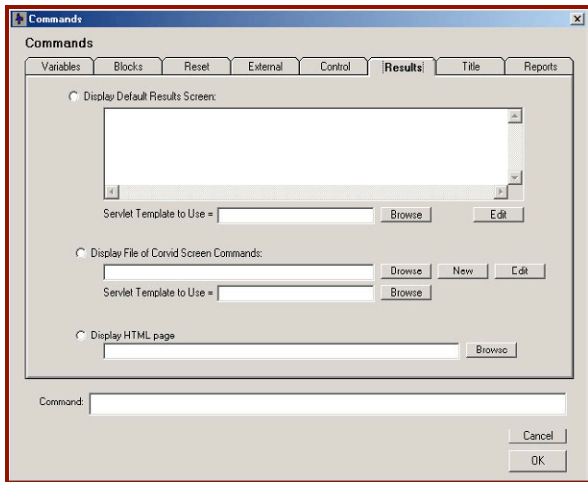 Commands
Commands
Variables Blocks Reset External Control Results Title Reports
Display Default Results Screen:
Servlet Template to Use = Browse Edit
Display File of Corvid Screen Commands:
Browse New Edit
Servlet Template to Use = Browse
Display HTML page
Browse
Command:
Cancel
OK